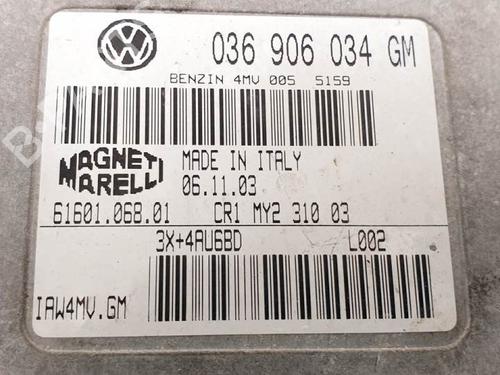 036 906 034 GM
BENZIN 4MV 005 5159
MAGNETI MARELLI
MADE IN ITALY
06.11.03
61601.068.01 CR1 MY2 310 03
3X+4AU6BD L002
IAW4MV.GM